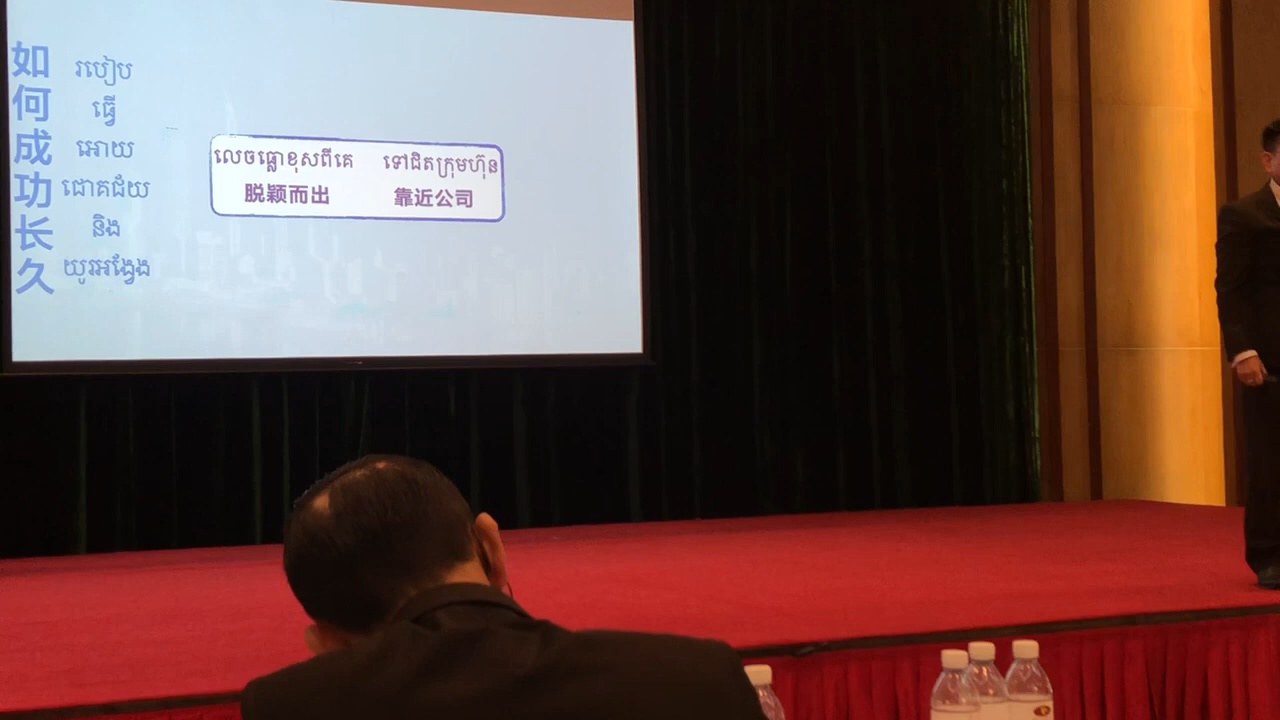 如何成功长久
របៀប
ធ្វើ
អោយ
ជោគជ័យ
និង
យូរអង្វែង
លេចធ្លោខុសពីគេ ទៅជិតក្រុមហ៊ុន
脱颖而出 靠近公司